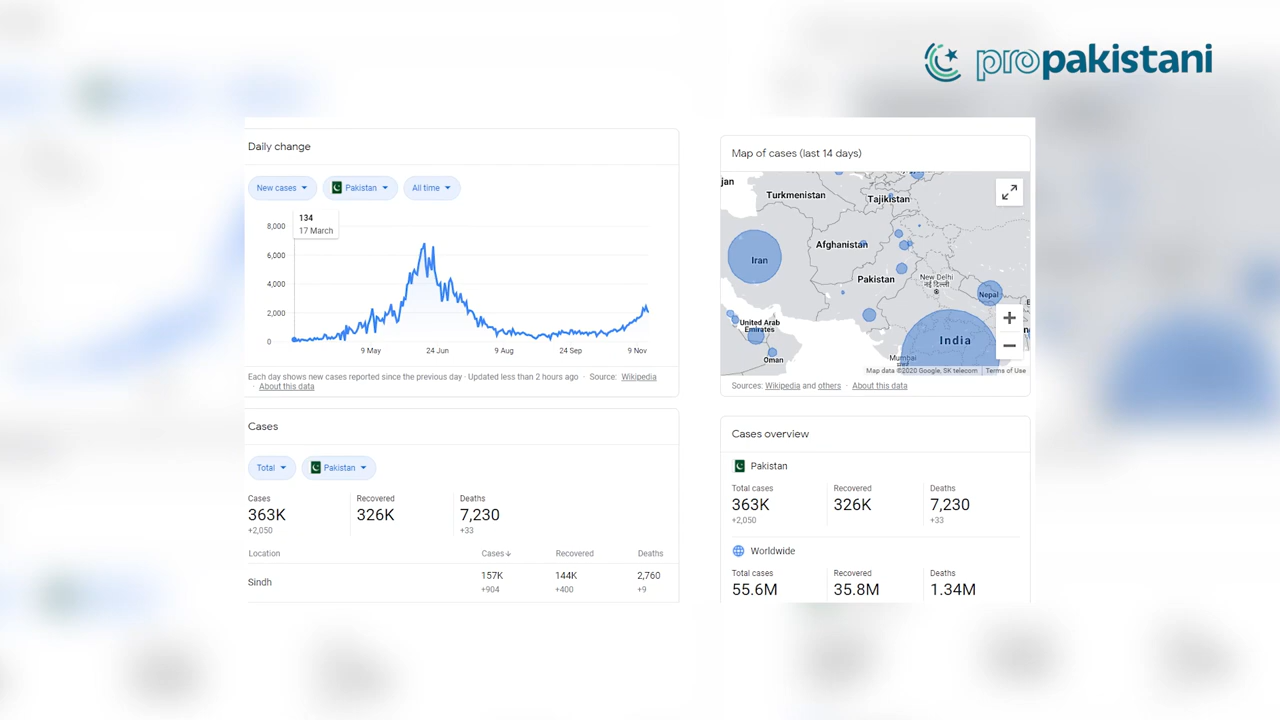 propakistani
Daily change
New cases
Pakistan
All time
134
17 March
8,000
6,000
4,000
2,000
0
9 May
24 Jun
9 Aug
24 Sep
9 Nov
Each day shows new cases reported since the previous day · Updated less than 2 hours ago · Source: Wikipedia
· About this data
Cases
Total
Pakistan
Cases
363K
+2,050
Recovered
326K
Deaths
7,230
+33
Location
Cases
Recovered
Deaths
Sindh
157K
+904
144K
+400
2,760
+9
Map of cases (last 14 days)
jan
Turkmenistan
Tajikistan
Afghanistan
Iran
Pakistan
New Delhi
नई दिल्ली
Nepal
United Arab
Emirates
India
Oman
Mumbai
Map data ©2020 Google, SK telecom
Terms of Use
Sources: Wikipedia and others · About this data
Cases overview
Pakistan
Total cases
363K
+2,050
Recovered
326K
Deaths
7,230
+33
Worldwide
Total cases
55.6M
Recovered
35.8M
Deaths
1.34M